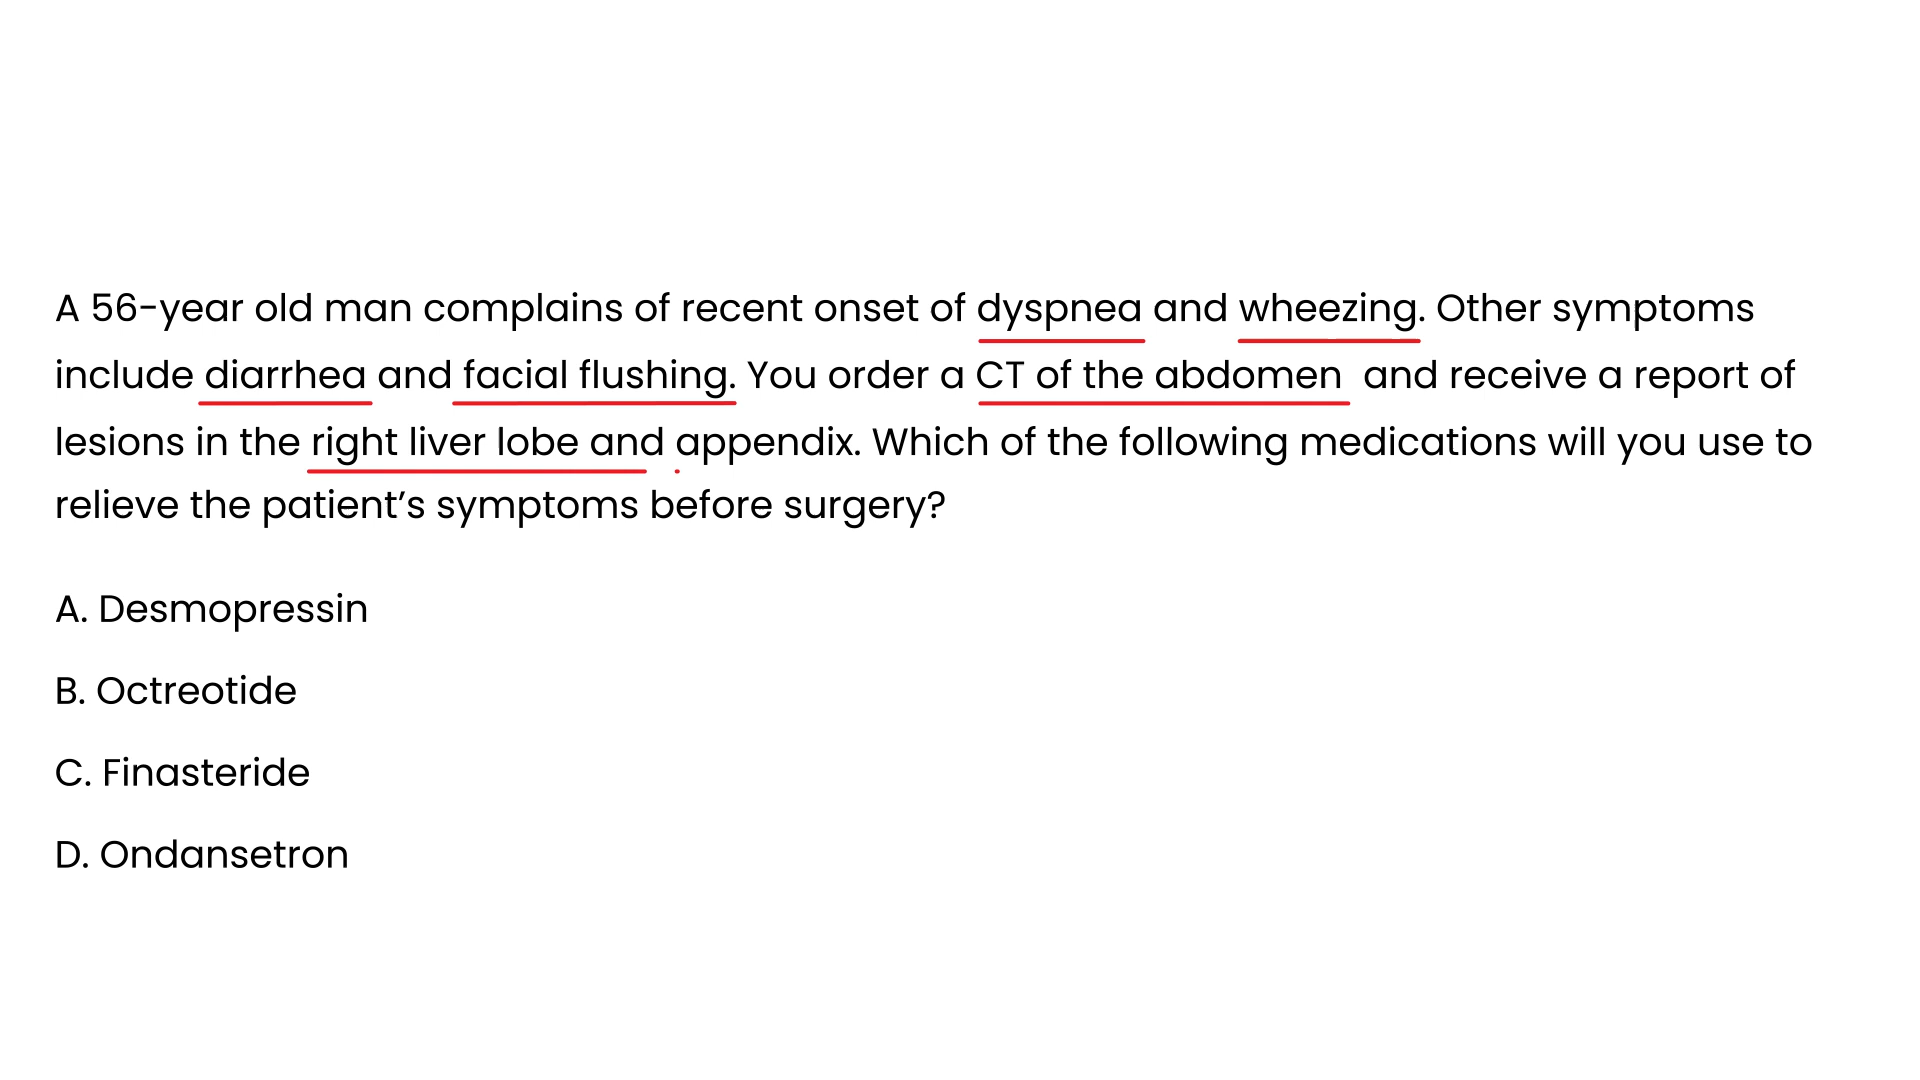 A 56-year old man complains of recent onset of dyspnea and wheezing. Other symptoms
include diarrhea and facial flushing. You order a CT of the abdomen and receive a report of
lesions in the right liver lobe and appendix. Which of the following medications will you use to
relieve the patient’s symptoms before surgery?
A. Desmopressin
B. Octreotide
C. Finasteride
D. Ondansetron